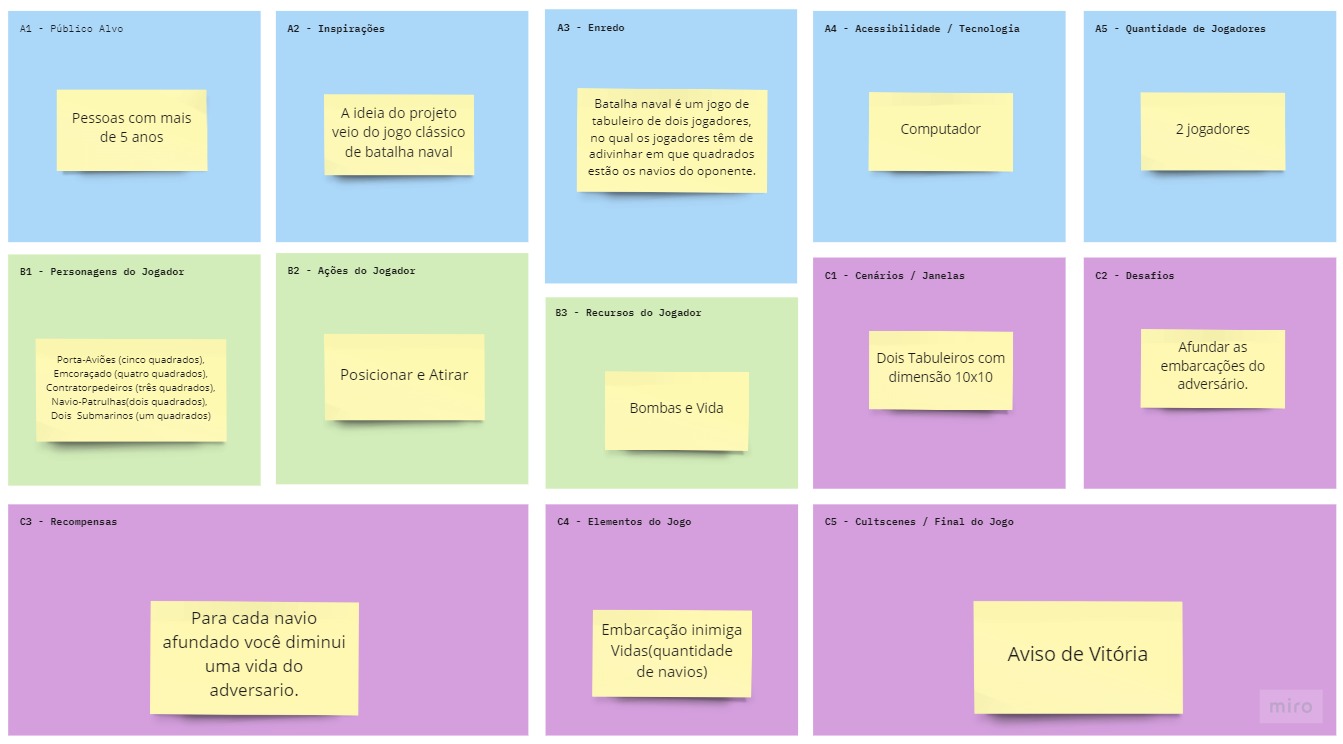 A1 - Público Alvo
Pessoas com mais
de 5 anos
A2 - Inspirações
A ideia do projeto
veio do jogo clássico
de batalha naval
A3 - Enredo
Batalha naval é um jogo de
tabuleiro de dois jogadores,
no qual os jogadores têm de
adivinhar em que quadrados
estão os navios do oponente.
A4 - Acessibilidade / Tecnologia
Computador
A5 - Quantidade de Jogadores
2 jogadores
B1 - Personagens do Jogador
Porta-Aviões (cinco quadrados),
Emcoraçado (quatro quadrados),
Contratorpedeiros (três quadrados),
Navio-Patrulhas(dois quadrados),
Dois Submarinos (um quadrados)
B2 - Ações do Jogador
Posicionar e Atirar
B3 - Recursos do Jogador
Bombas e Vida
C1 - Cenários / Janelas
Dois Tabuleiros com
dimensão 10x10
C2 - Desafios
Afundar as
embarcações do
adversário.
C3 - Recompensas
Para cada navio
afundado você diminui
uma vida do
adversario.
C4 - Elementos do Jogo
Embarcação inimiga
Vidas(quantidade
de navios)
C5 - Cultscenes / Final do Jogo
Aviso de Vitória
miro